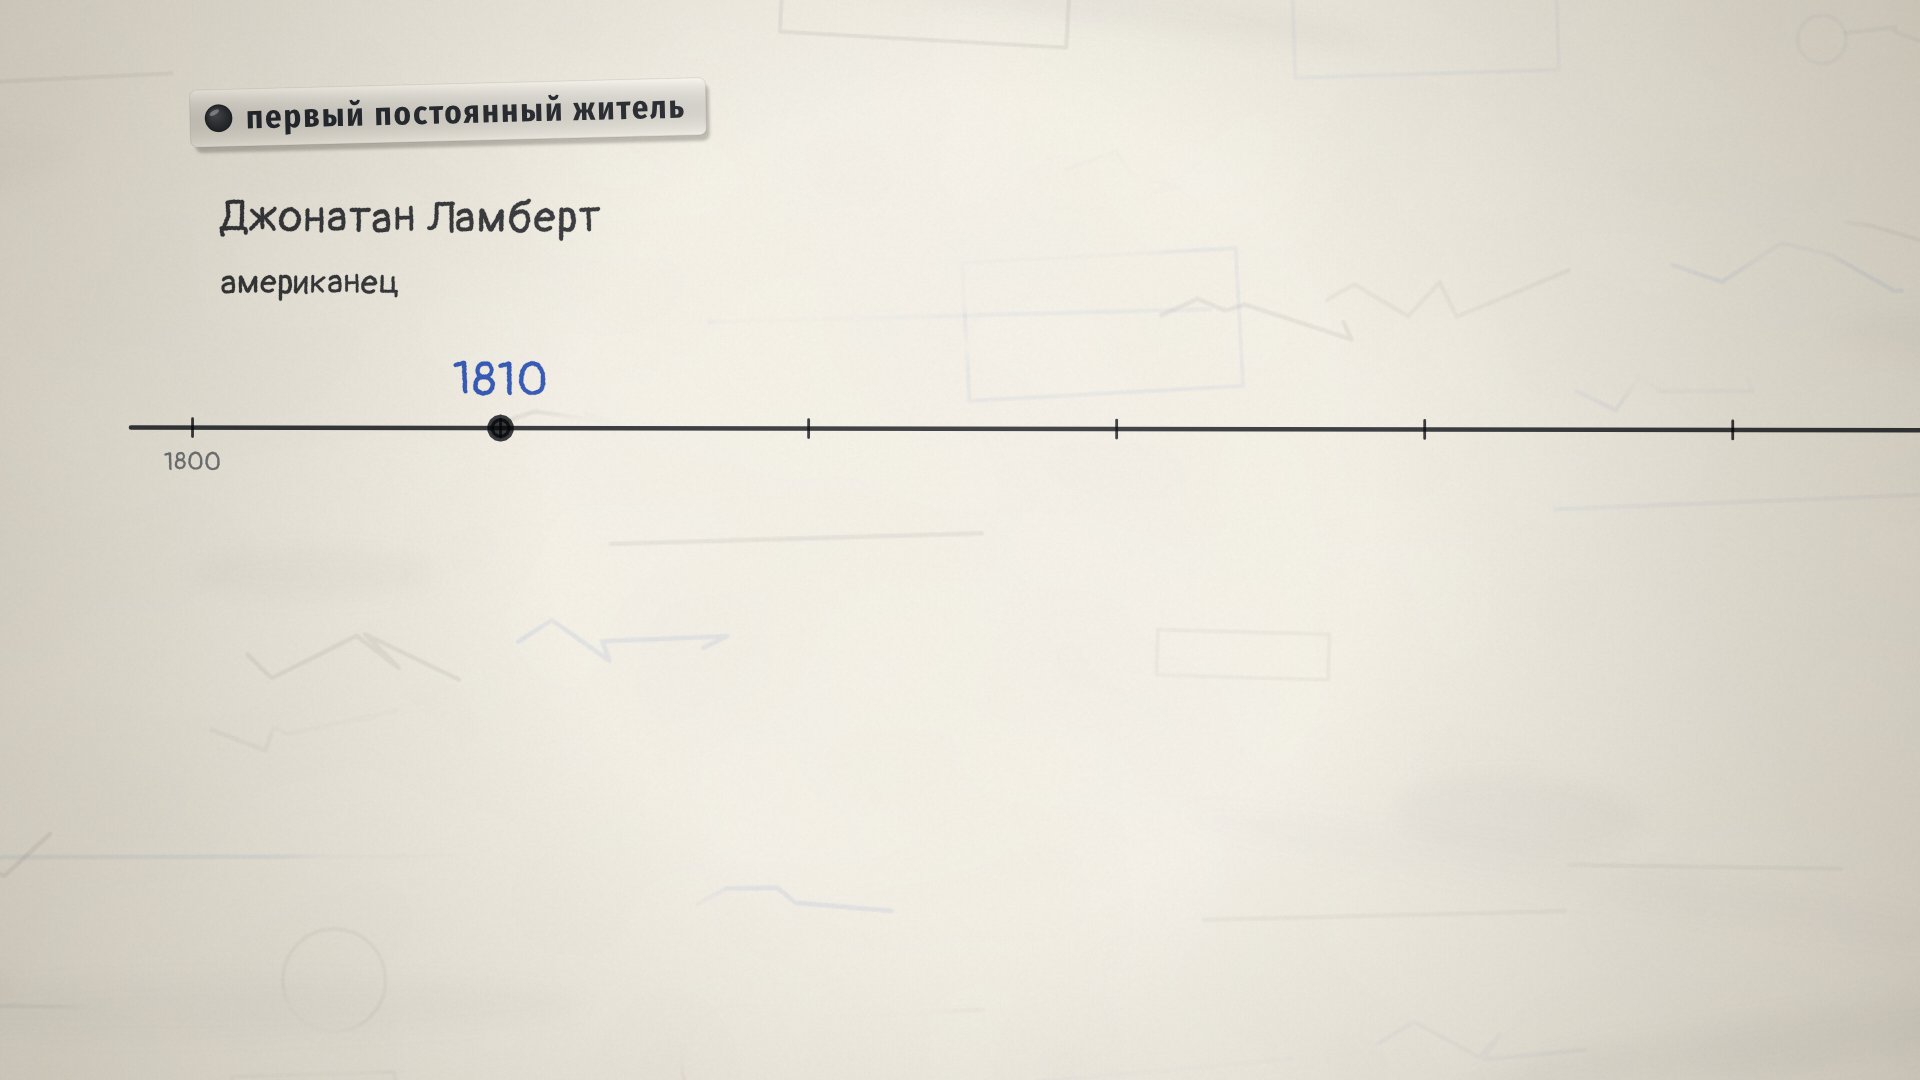 первый постоянный житель
Джонатан Ламберт
американец
1810
1800